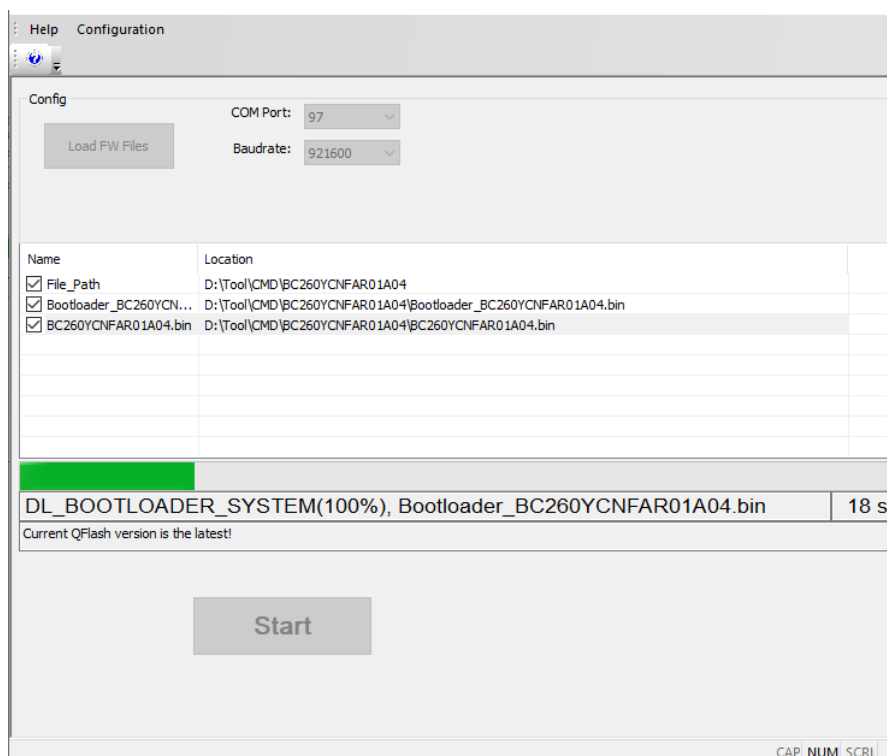 Help Configuration
Config
COM Port: 97
Load FW Files
Baudrate: 921600
Name Location
File_Path D:\Tool\CMD\BC260YCNFAR01A04
Bootloader_BC260YCN... D:\Tool\CMD\BC260YCNFAR01A04\Bootloader_BC260YCNFAR01A04.bin
BC260YCNFAR01A04.bin D:\Tool\CMD\BC260YCNFAR01A04\BC260YCNFAR01A04.bin
DL_BOOTLOADER_SYSTEM(100%), Bootloader_BC260YCNFAR01A04.bin 18 s
Current QFlash version is the latest!
Start
CAP NUM SCRL